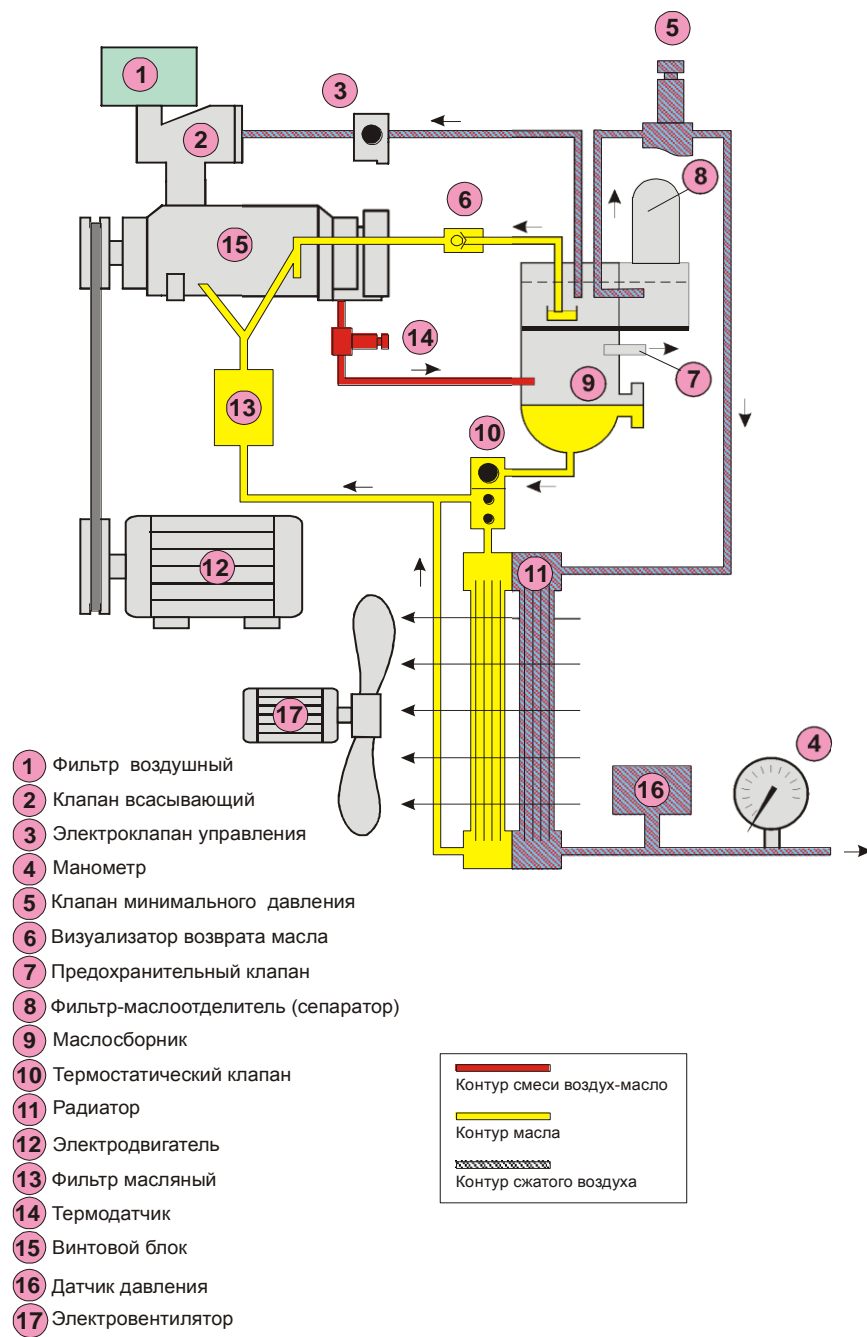 5
1
3
2
8
6
15
14
9
7
13
10
12
11
17
4
16
1 Фильтр воздушный
2 Клапан всасывающий
3 Электроклапан управления
4 Манометр
5 Клапан минимального давления
6 Визуализатор возврата масла
7 Предохранительный клапан
8 Фильтр-маслоотделитель (сепаратор)
9 Маслосборник
10 Термостатический клапан
11 Радиатор
12 Электродвигатель
13 Фильтр масляный
14 Термодатчик
15 Винтовой блок
16 Датчик давления
17 Электровентилятор
Контур смеси воздух-масло
Контур масла
Контур сжатого воздуха